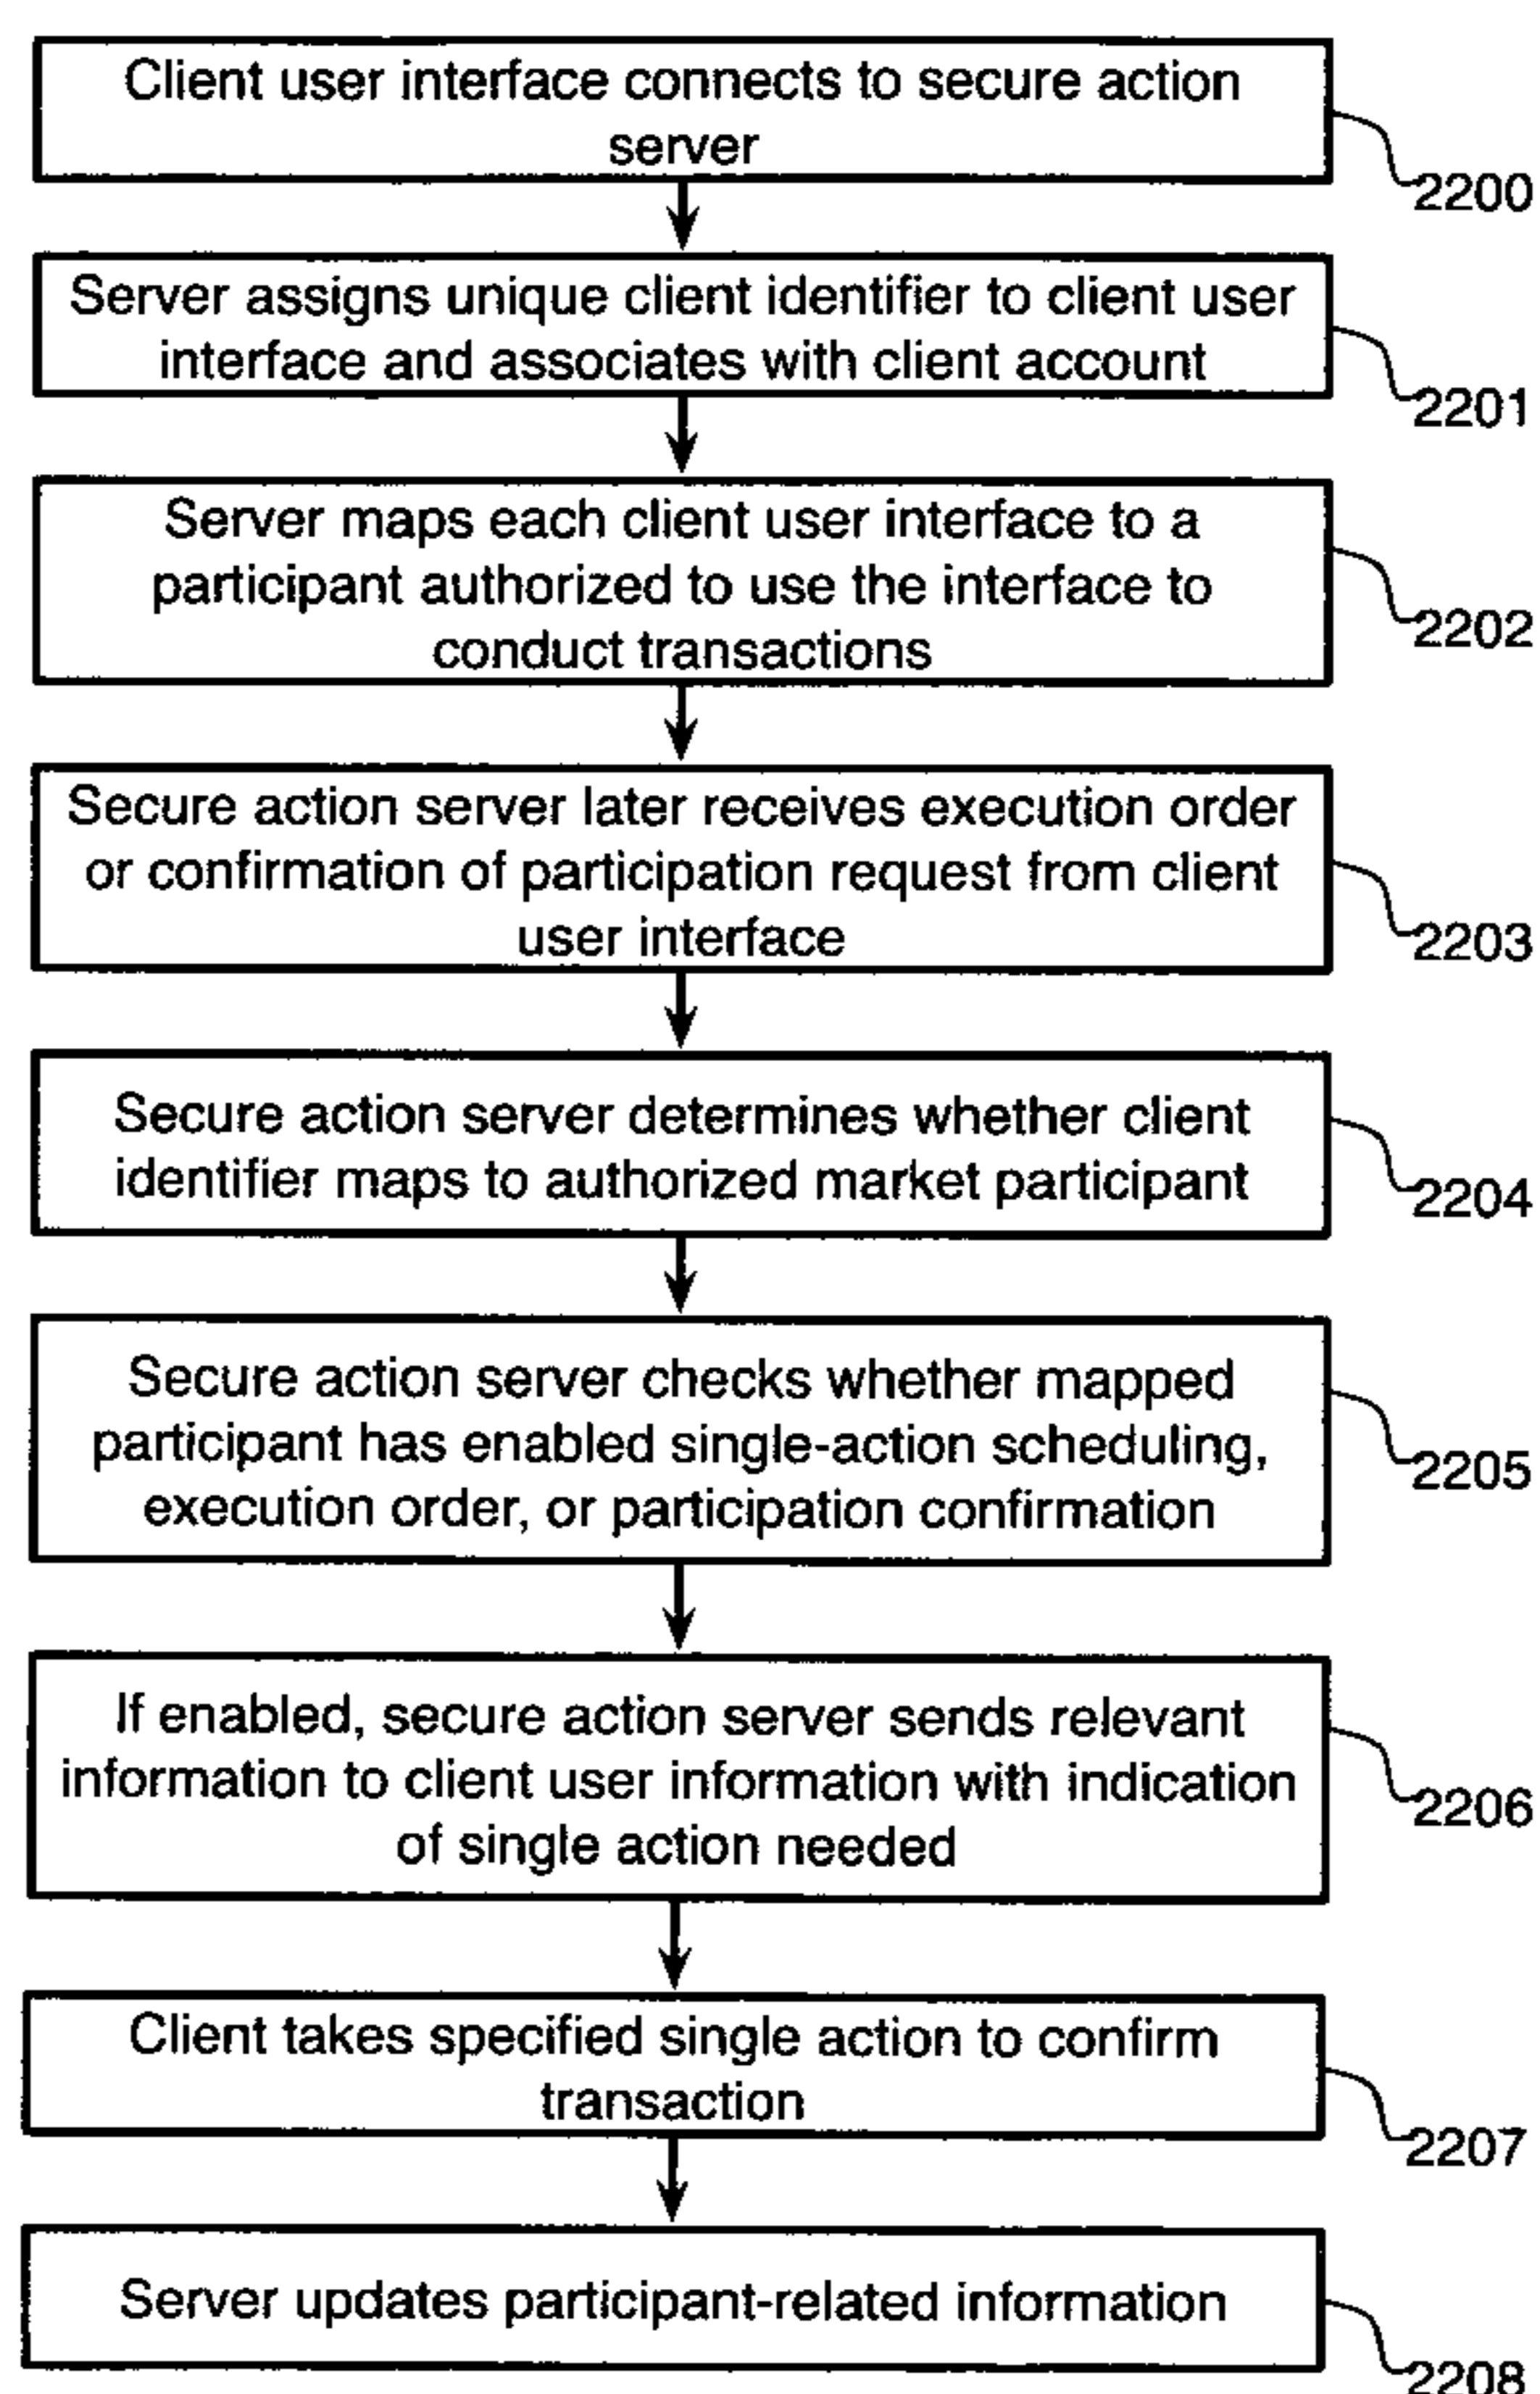 Client user interface connects to secure action
server
2200
Server assigns unique client identifier to client user
interface and associates with client account
2201
Server maps each client user interface to a
participant authorized to use the interface to
conduct transactions
2202
Secure action server later receives execution order
or confirmation of participation request from client
user interface
2203
Secure action server determines whether client
identifier maps to authorized market participant
2204
Secure action server checks whether mapped
participant has enabled single-action scheduling,
execution order, or participation confirmation
2205
If enabled, secure action server sends relevant
information to client user information with indication
of single action needed
2206
Client takes specified single action to confirm
transaction
2207
Server updates participant-related information
2208